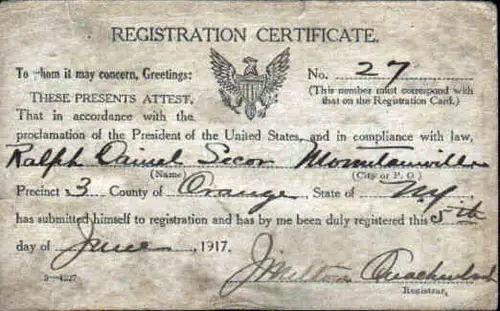 REGISTRATION CERTIFICATE.
To whom it may concern, Greetings:
No. 27
(This number must correspond with
that on the Registration Card.)
THESE PRESENTS ATTEST,
That in accordance with the
proclamation of the President of the United States, and in compliance with law,
Ralph Daniel Secor Mountainville
(Name) (City or P. O.)
Precinct 3 County of Orange, State of N.Y.
has submitted himself to registration and has by me been duly registered this 5th
day of June, 1917.
J. Milton
Registrar.
3—4227